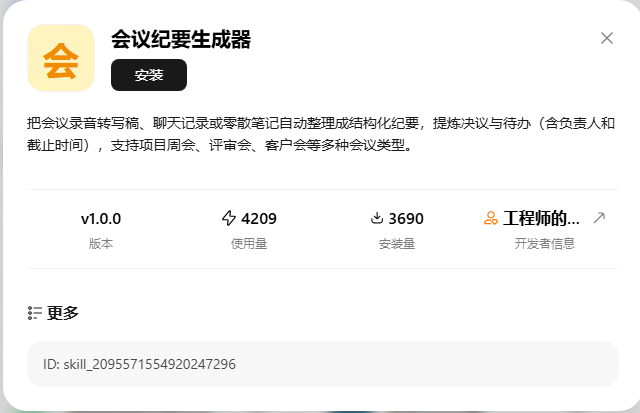 会
会议纪要生成器
安装
把会议录音转写稿、聊天记录或零散笔记自动整理成结构化纪要，提炼决议与待办（含负责人和
截止时间），支持项目周会、评审会、客户会等多种会议类型。
v1.0.0 4209 3690 工程师的...
版本 使用量 安装量 开发者信息
更多
ID: skill_2095571554920247296